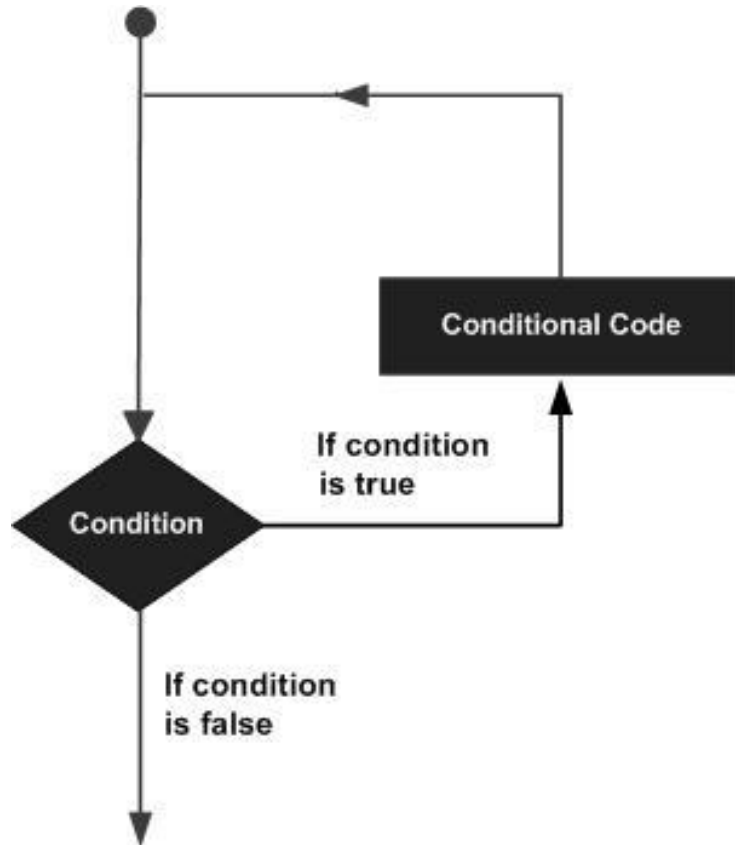 Conditional Code
If condition
is true
Condition
If condition
is false